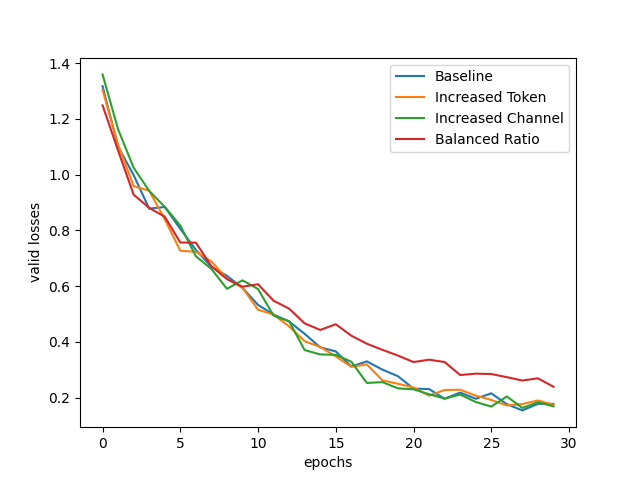 1.4
1.2
1.0
0.8
0.6
0.4
0.2
valid losses
Baseline
Increased Token
Increased Channel
Balanced Ratio
0 5 10 15 20 25 30
epochs